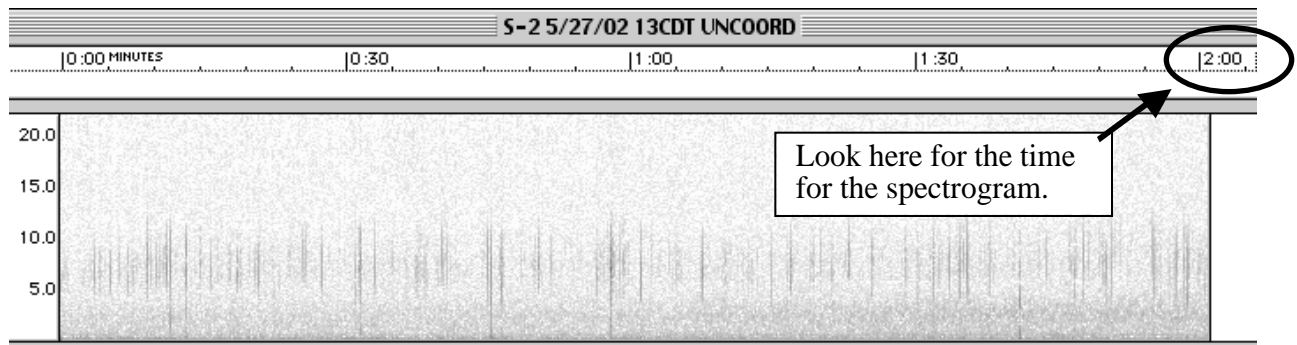 S-2 5/27/02 13CDT UNCOORD
0:00 MINUTES 0:30 1:00 1:30 2:00
20.0
Look here for the time
15.0
for the spectrogram.
10.0
5.0